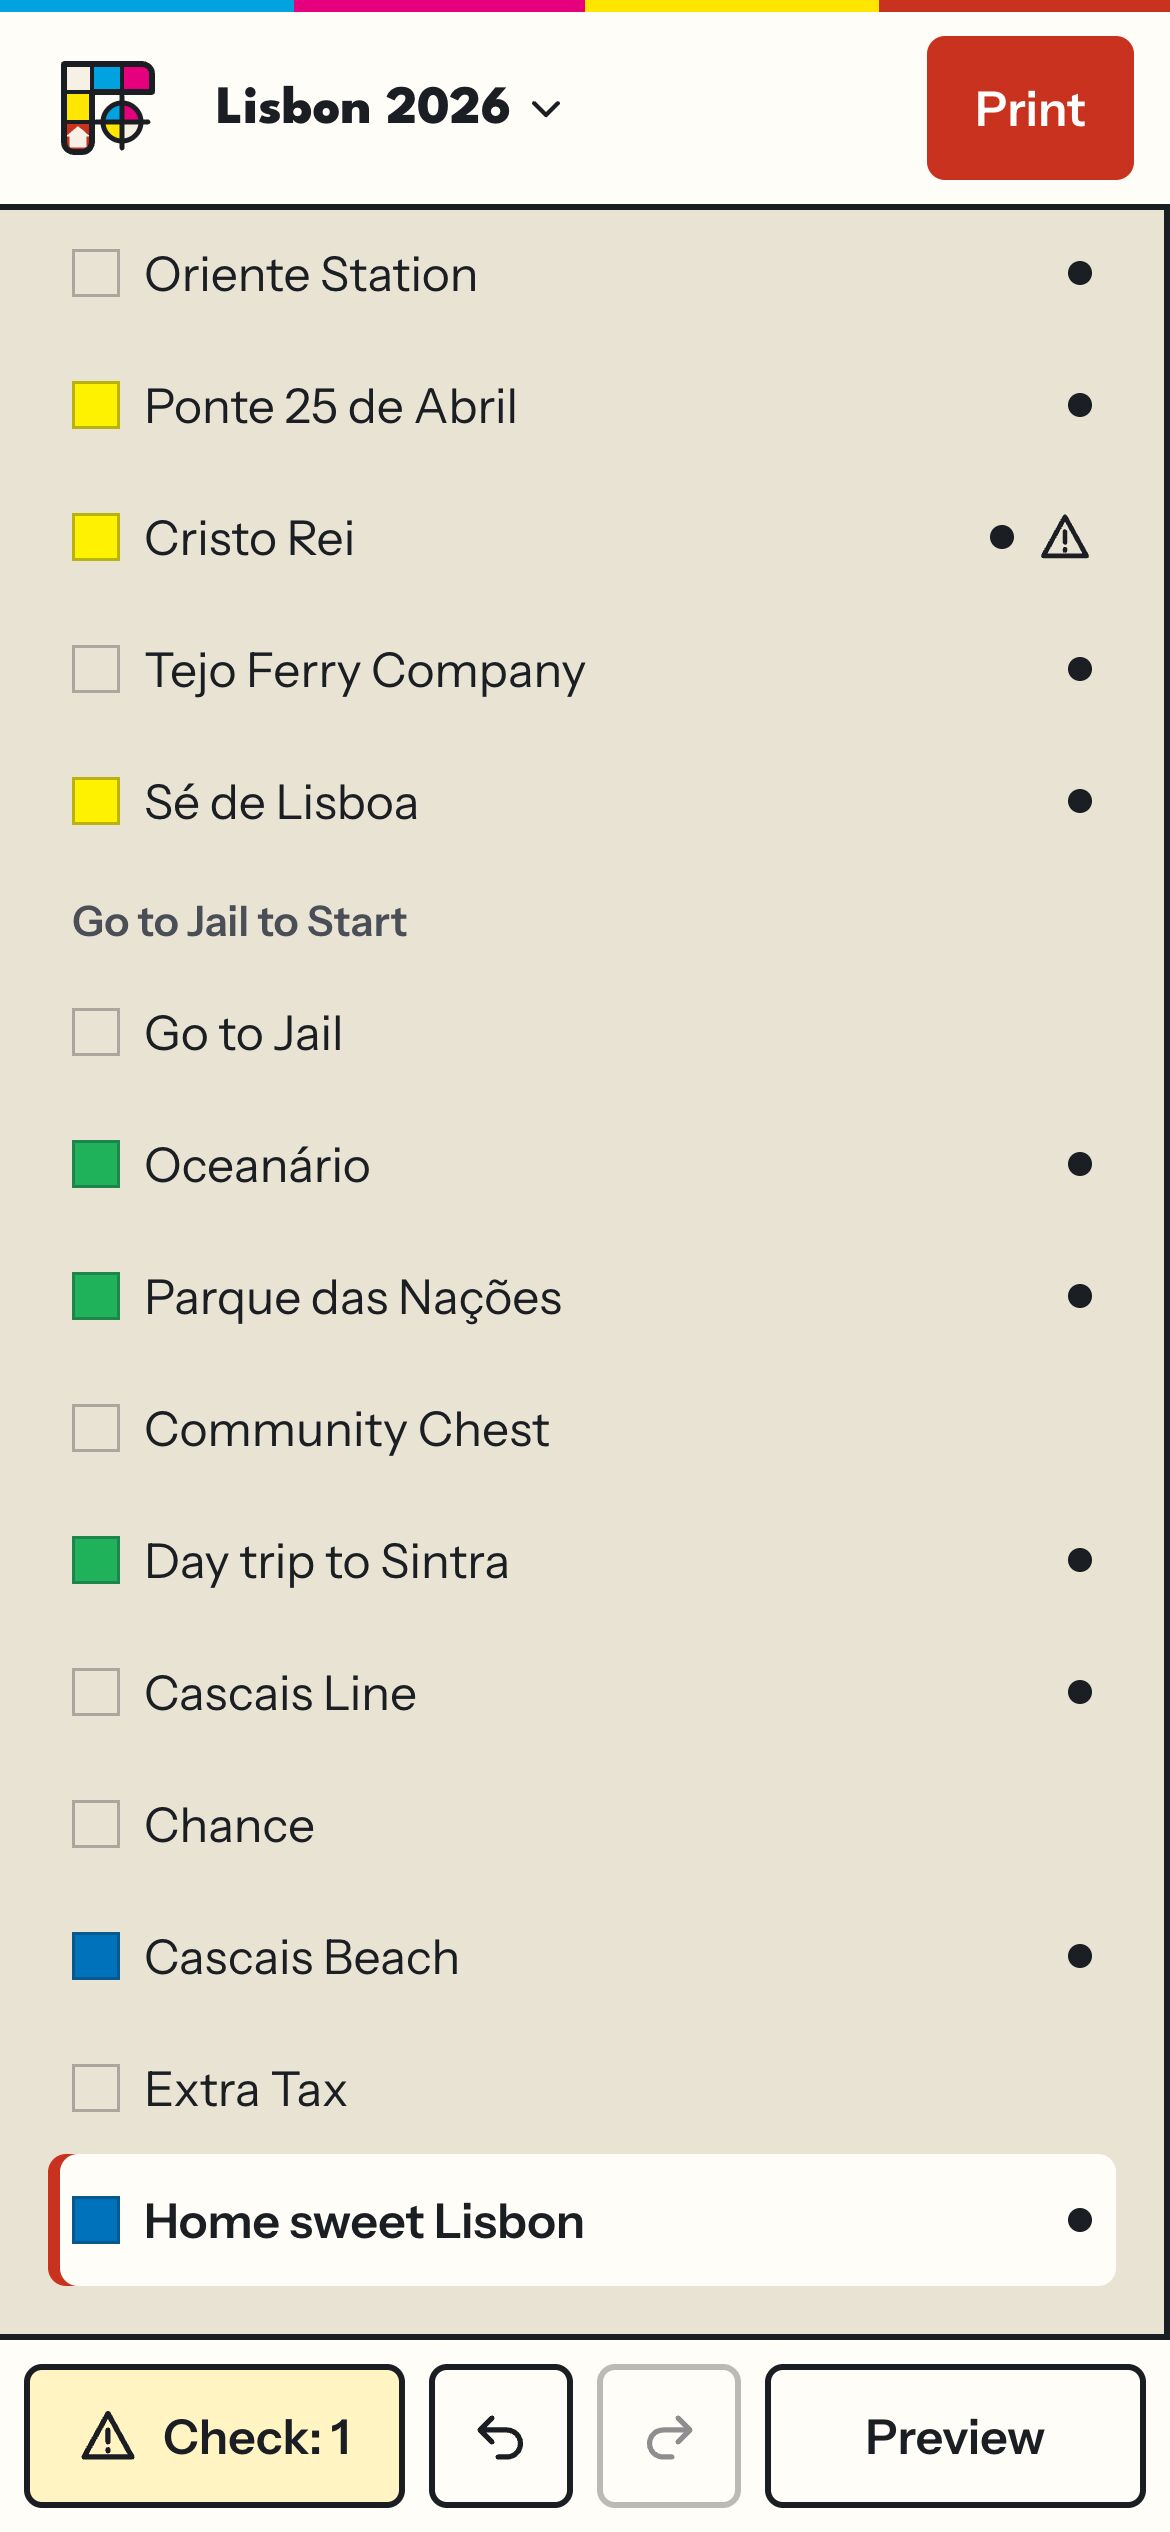 Lisbon 2026
Print
Oriente Station
Ponte 25 de Abril
Cristo Rei
Tejo Ferry Company
Sé de Lisboa
Go to Jail to Start
Go to Jail
Oceanário
Parque das Nações
Community Chest
Day trip to Sintra
Cascais Line
Chance
Cascais Beach
Extra Tax
Home sweet Lisbon
Check: 1
Preview